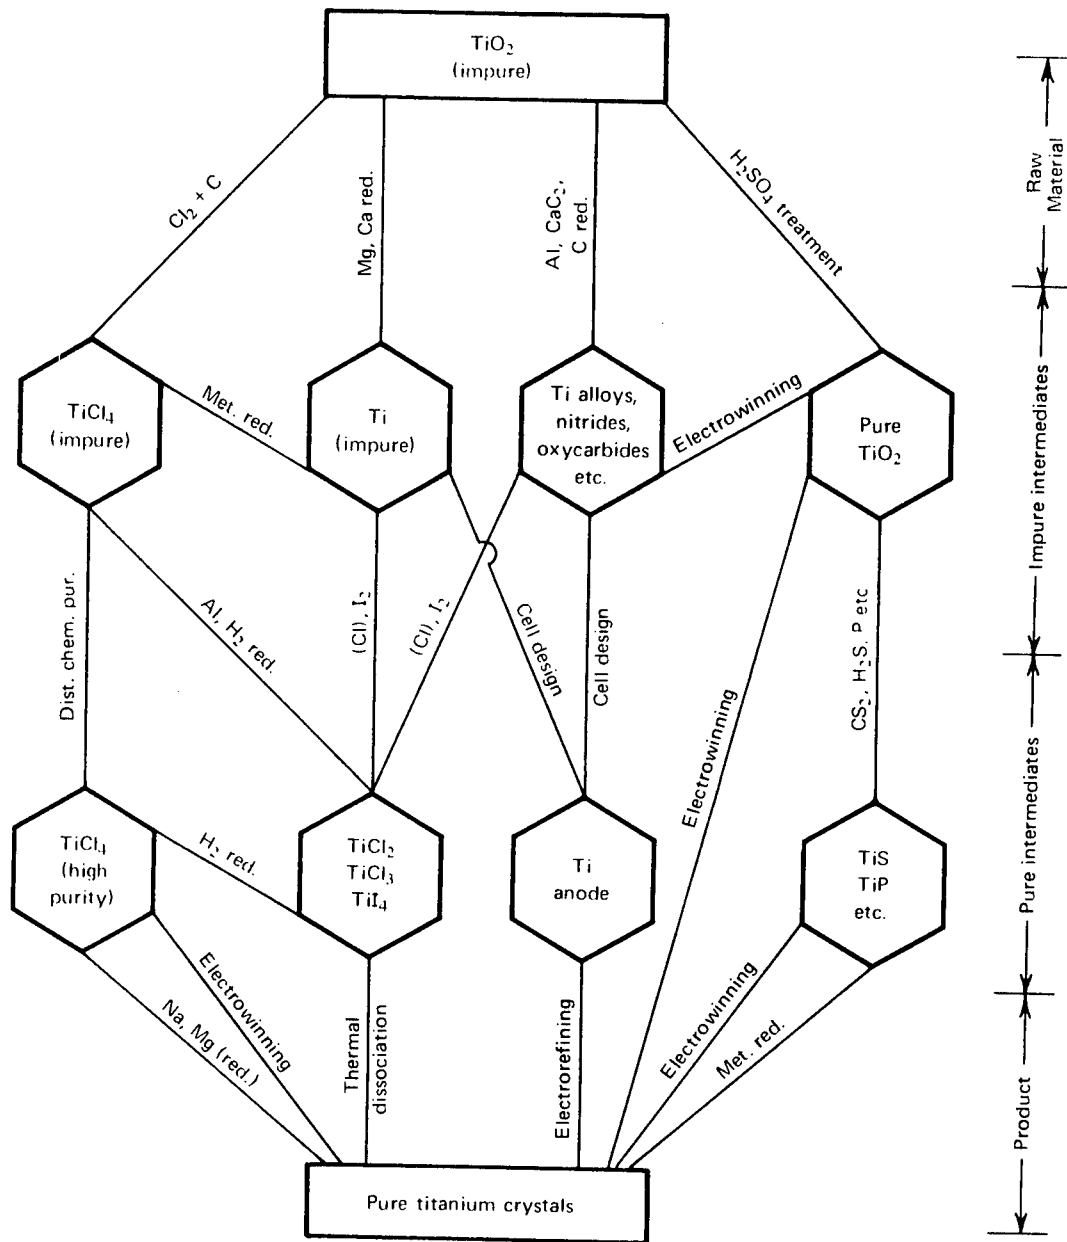 TiO₂
(impure)
Cl₂ + C
Mg, Ca red.
Al, CaC₂,
C red.
H₂SO₄ treatment
Raw
Material
TiCl₄
(impure)
Met. red.
Ti
(impure)
Ti alloys,
nitrides,
oxycarbides
etc.
Electrowinning
Pure
TiO₂
Impure intermediates
Dist. chem. pur.
Al, H₂ red.
(Cl), I₂
(Cl), I₂
Cell design
Cell design
Electrowinning
CS₂, H₂S. P etc
TiCl₄
(high
purity)
H₂ red.
TiCl₂
TiCl₃
TiI₄
Ti
anode
TiS
TiP
etc.
Pure intermediates
Na, Mg (red.)
Electrowinning
Thermal
dissociation
Electrorefining
Electrowinning
Met. red.
Product
Pure titanium crystals